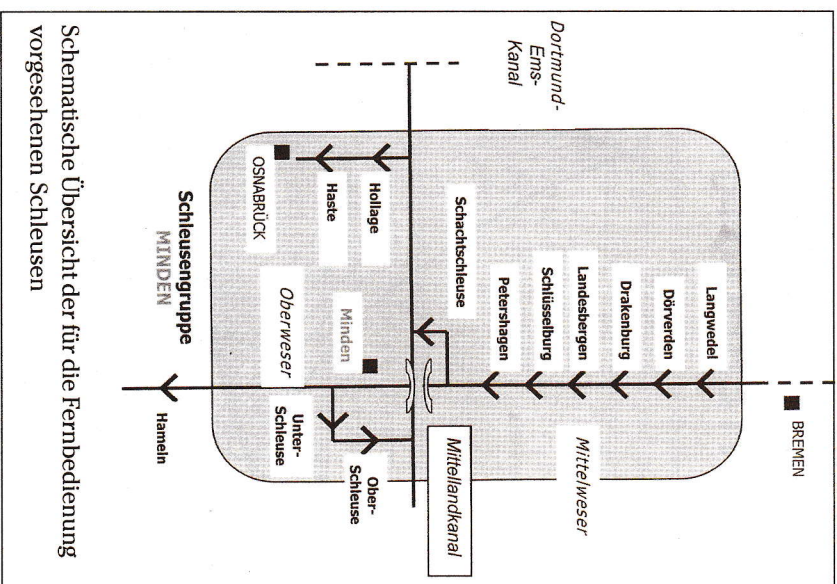 BREMEN
Langwedel
Dörverden
Drakenburg
Landesbergen
Schlüsselburg
Petershagen
Mittelweser
Dortmund-
Ems-
Kanal
Schachtschleuse
Mittellandkanal
Hollage
Haste
OSNABRÜCK
Minden
Oberweser
Ober-
Schleuse
Unter-
Schleuse
Hameln
Schleusengruppe
MINDEN
Schematische Übersicht der für die Fernbedienung
vorgesehenen Schleusen